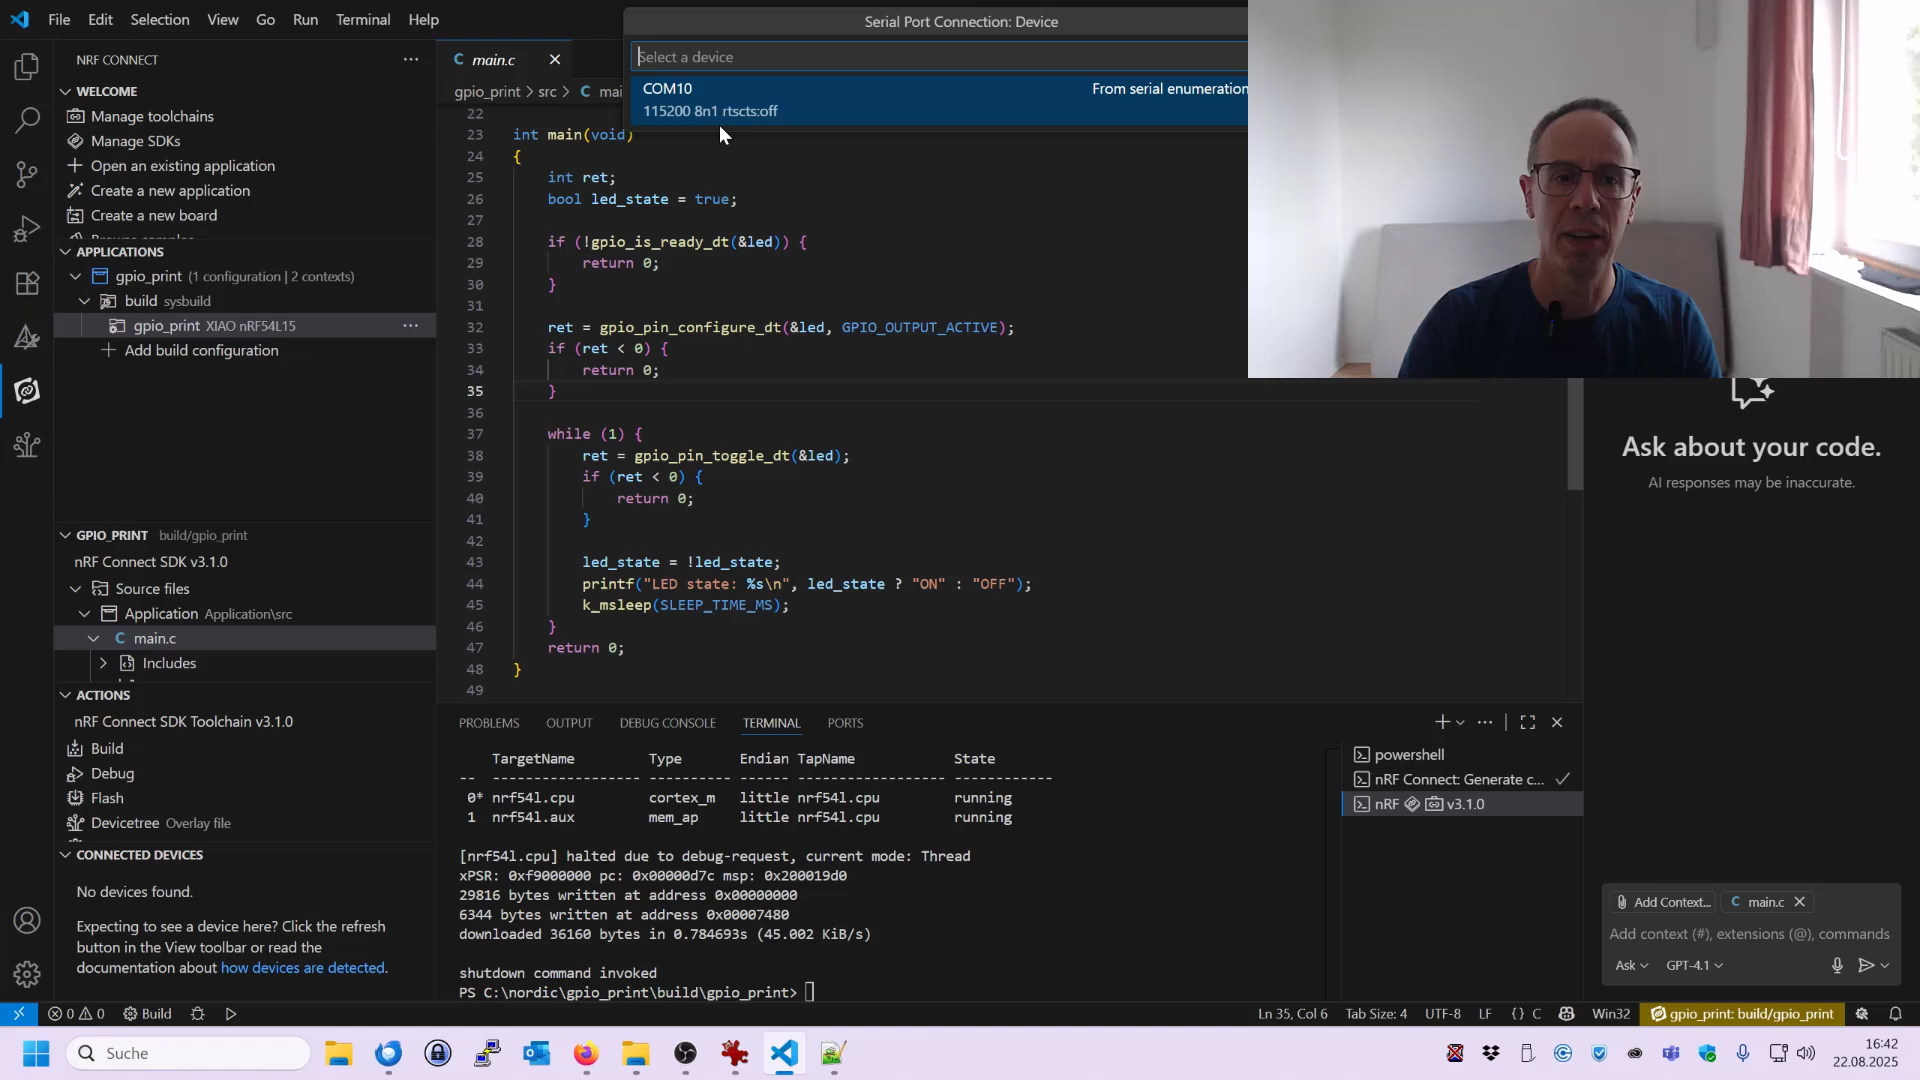 File Edit Selection View Go Run Terminal Help
Serial Port Connection: Device
Select a device
COM10 From serial enumeration
115200 8n1 rtscts:off
NRF CONNECT
WELCOME
Manage toolchains
Manage SDKs
Open an existing application
Create a new application
Create a new board
APPLICATIONS
gpio_print (1 configuration | 2 contexts)
build sysbuild
gpio_print XIAO nRF54L15
Add build configuration
GPIO_PRINT build/gpio_print
nRF Connect SDK v3.1.0
Source files
Application Application\src
C main.c
Includes
ACTIONS
nRF Connect SDK Toolchain v3.1.0
Build
Debug
Flash
Devicetree Overlay file
CONNECTED DEVICES
No devices found.
Expecting to see a device here? Click the refresh
button in the View toolbar or read the
documentation about how devices are detected.
C main.c
gpio_print > src > C mai
22
23 int main(void)
24 {
25 int ret;
26 bool led_state = true;
27
28 if (!gpio_is_ready_dt(&led)) {
29 return 0;
30 }
31
32 ret = gpio_pin_configure_dt(&led, GPIO_OUTPUT_ACTIVE);
33 if (ret < 0) {
34 return 0;
35 }
36
37 while (1) {
38 ret = gpio_pin_toggle_dt(&led);
39 if (ret < 0) {
40 return 0;
41 }
42
43 led_state = !led_state;
44 printf("LED state: %s\n", led_state ? "ON" : "OFF");
45 k_msleep(SLEEP_TIME_MS);
46 }
47 return 0;
48 }
49
PROBLEMS OUTPUT DEBUG CONSOLE TERMINAL PORTS
TargetName Type Endian TapName State
-- ------------------ ---------- ------ ------------------ ------------
0* nrf54l.cpu cortex_m little nrf54l.cpu running
1 nrf54l.aux mem_ap little nrf54l.cpu running
[nrf54l.cpu] halted due to debug-request, current mode: Thread
xPSR: 0xf9000000 pc: 0x00000d7c msp: 0x200019d0
29816 bytes written at address 0x00000000
6344 bytes written at address 0x00007480
downloaded 36160 bytes in 0.784693s (45.002 KiB/s)
shutdown command invoked
PS C:\nordic\gpio_print\build\gpio_print>
powershell
nRF Connect: Generate c...
nRF v3.1.0
Ask about your code.
AI responses may be inaccurate.
Add Context... C main.c
Add context (#), extensions (@), commands
Ask GPT-4.1
0 0 Build
Ln 35, Col 6 Tab Size: 4 UTF-8 LF {} C Win32 gpio_print: build/gpio_print
Suche
16:42
22.08.2025